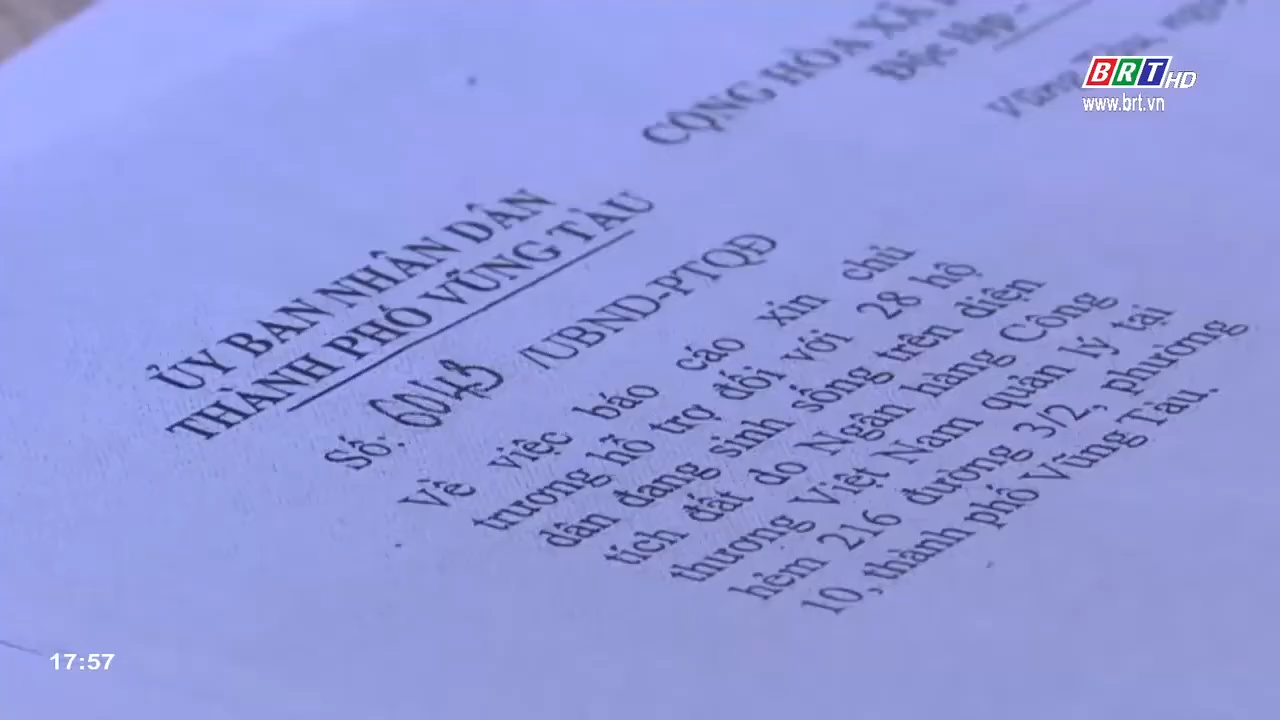 BRT HD
www.brt.vn
CỘNG HÒA XÃ
Độc lập -
Vũng Tàu, ngày
ỦY BAN NHÂN DÂN
THÀNH PHỐ VŨNG TÀU
Số: 6043 /UBND-PTQĐ
Về việc báo cáo xin chủ
trương hỗ trợ đối với 28 hộ
dân đang sinh sống trên diện
tích đất do Ngân hàng Công
thương Việt Nam quản lý tại
hẻm 216 đường 3/2, phường
10, thành phố Vũng Tàu.
17:57